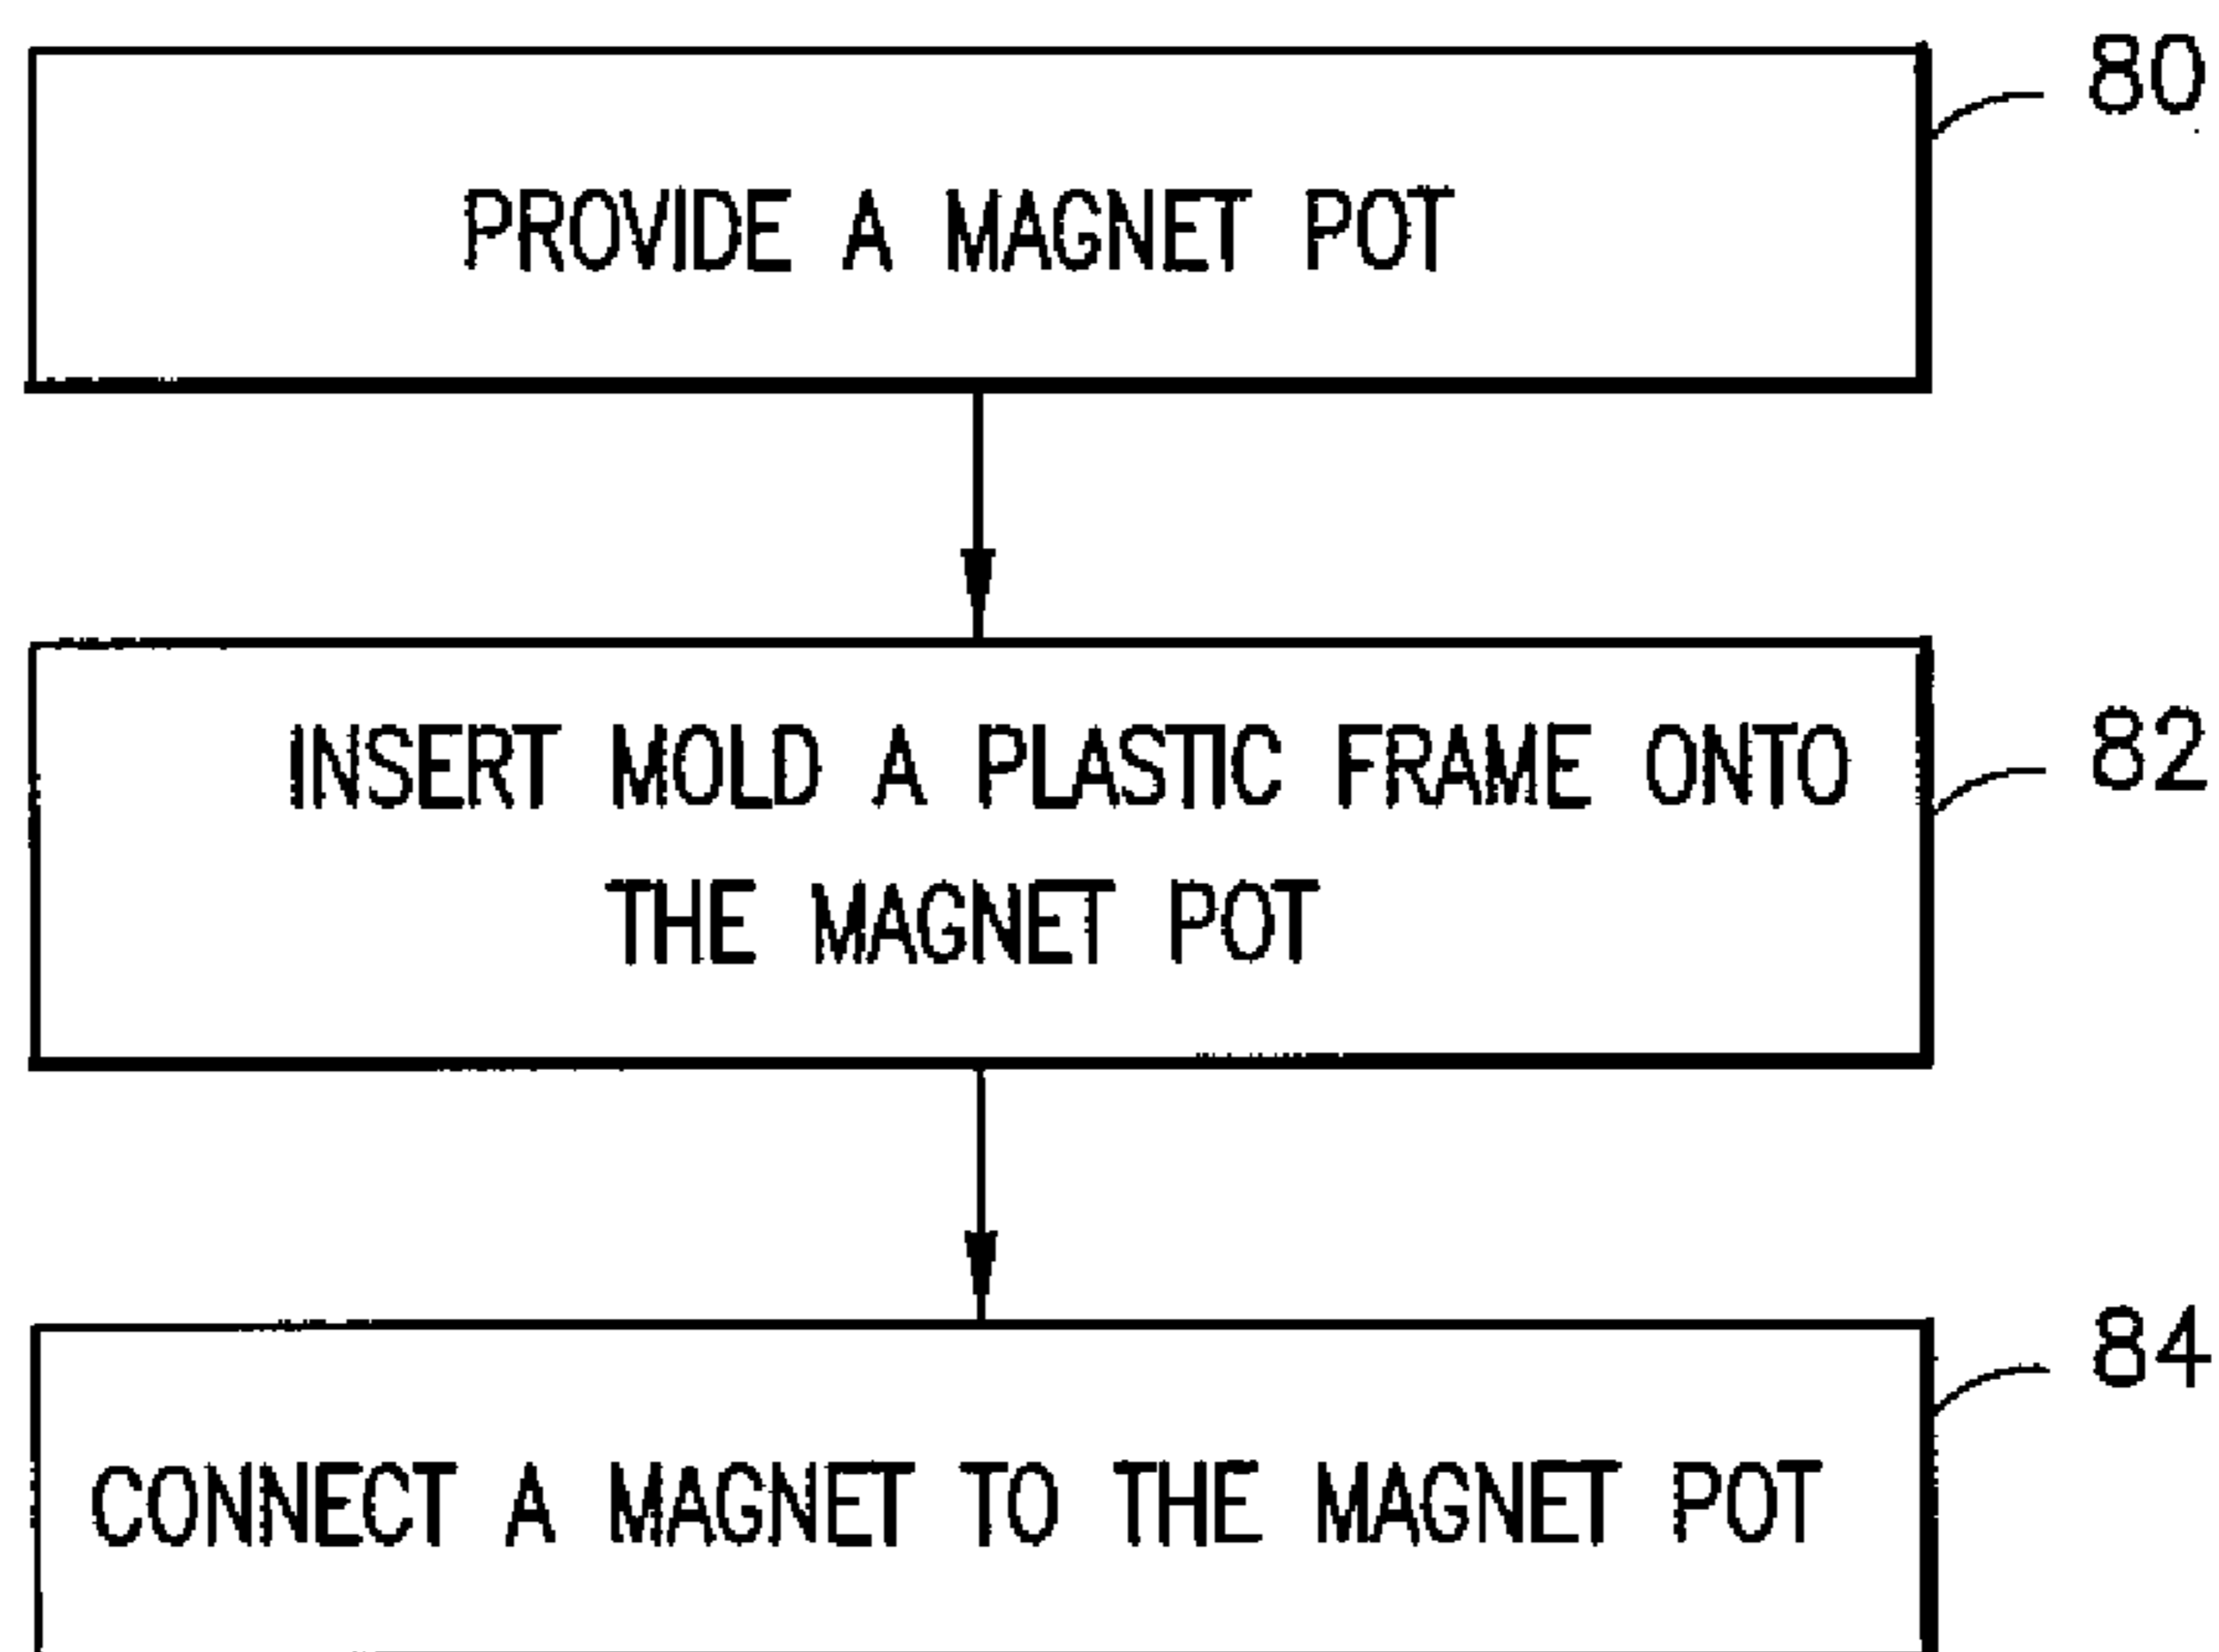 80
PROVIDE A MAGNET POT
INSERT MOLD A PLASTIC FRAME ONTO
THE MAGNET POT
82
84
CONNECT A MAGNET TO THE MAGNET POT